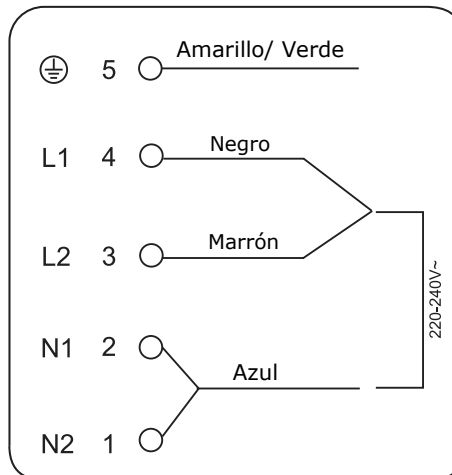 5 Amarillo/ Verde
L1 4 Negro
L2 3 Marrón
220-240V~
N1 2
Azul
N2 1